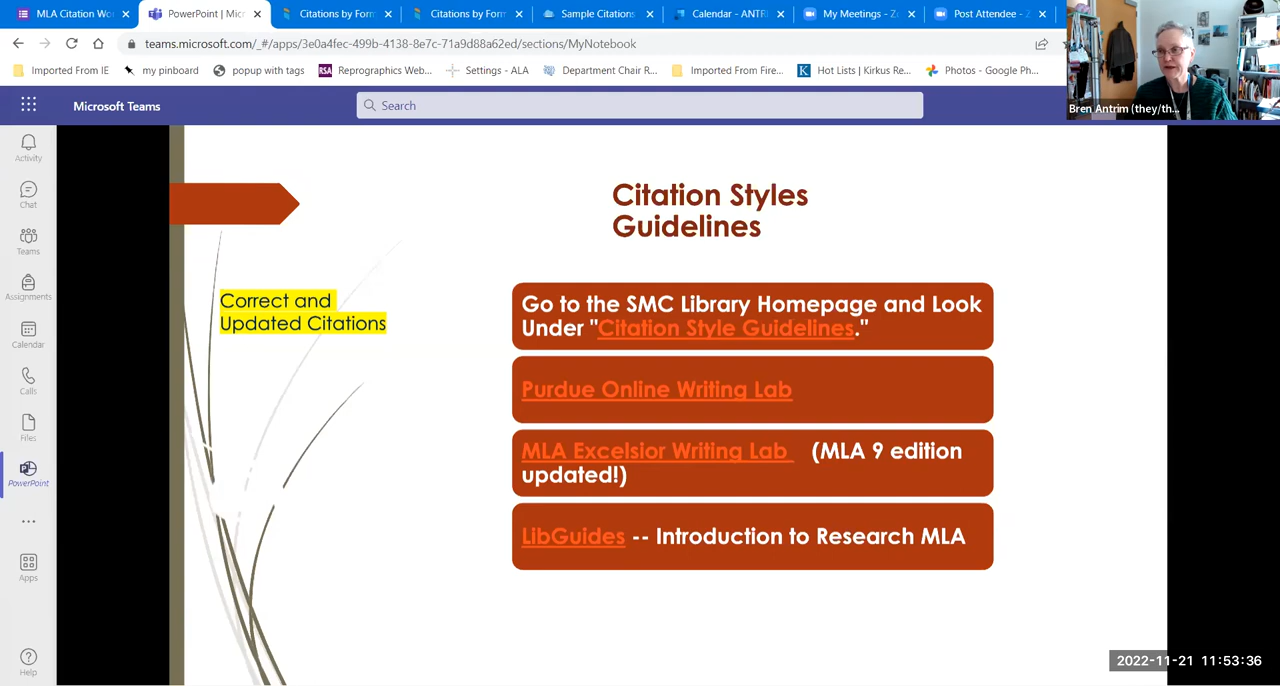 MLA Citation Wo
PowerPoint | Micr
Citations by Form
Citations by Form
Sample Citations
Calendar - ANTRI
My Meetings - Zo
Post Attendee - Z
teams.microsoft.com/_#/apps/3e0a4fec-499b-4138-8e7c-71a9d88a62ed/sections/MyNotebook
Imported From IE
my pinboard
popup with tags
RSA Reprographics Web...
Settings - ALA
Department Chair R...
Imported From Fire...
K Hot Lists | Kirkus Re...
Photos - Google Ph...
Bren Antrim (they/th...
Microsoft Teams
Search
Activity
Chat
Teams
Assignments
Calendar
Calls
Files
PowerPoint
Apps
Help
Citation Styles
Guidelines
Correct and
Updated Citations
Go to the SMC Library Homepage and Look
Under "Citation Style Guidelines."
Purdue Online Writing Lab
MLA Excelsior Writing Lab (MLA 9 edition
updated!)
LibGuides -- Introduction to Research MLA
2022-11-21 11:53:36